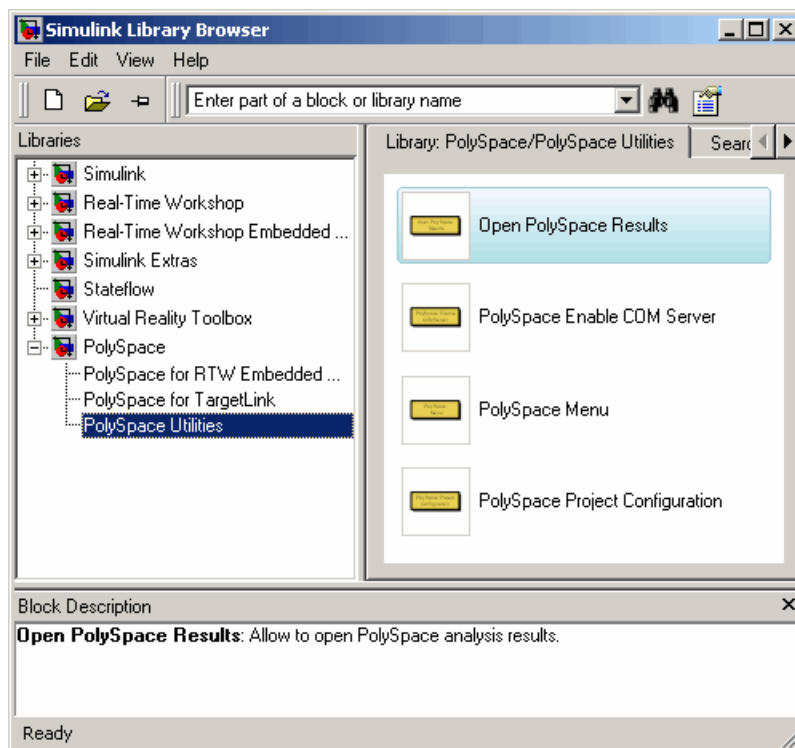 Simulink Library Browser
File Edit View Help
Enter part of a block or library name
Libraries
Library: PolySpace/PolySpace Utilities
Simulink
Real-Time Workshop
Real-Time Workshop Embedded ...
Simulink Extras
Stateflow
Virtual Reality Toolbox
PolySpace
PolySpace for RTW Embedded ...
PolySpace for TargetLink
PolySpace Utilities
Open PolySpace Results
PolySpace Enable COM Server
PolySpace Menu
PolySpace Project Configuration
Block Description
Open PolySpace Results: Allow to open PolySpace analysis results.
Ready